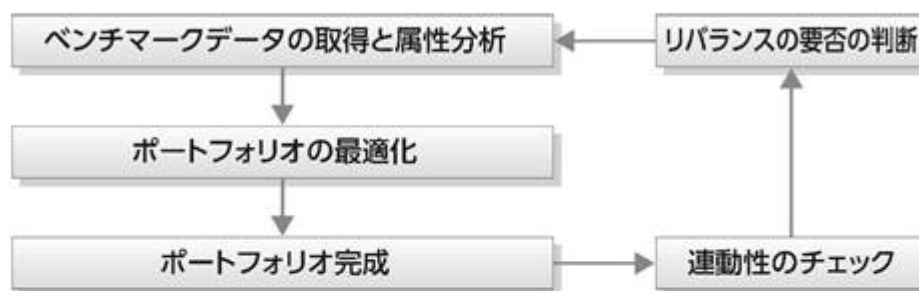 ベンチマークデータの取得と属性分析
リバランスの要否の判断
ポートフォリオの最適化
ポートフォリオ完成
連動性のチェック